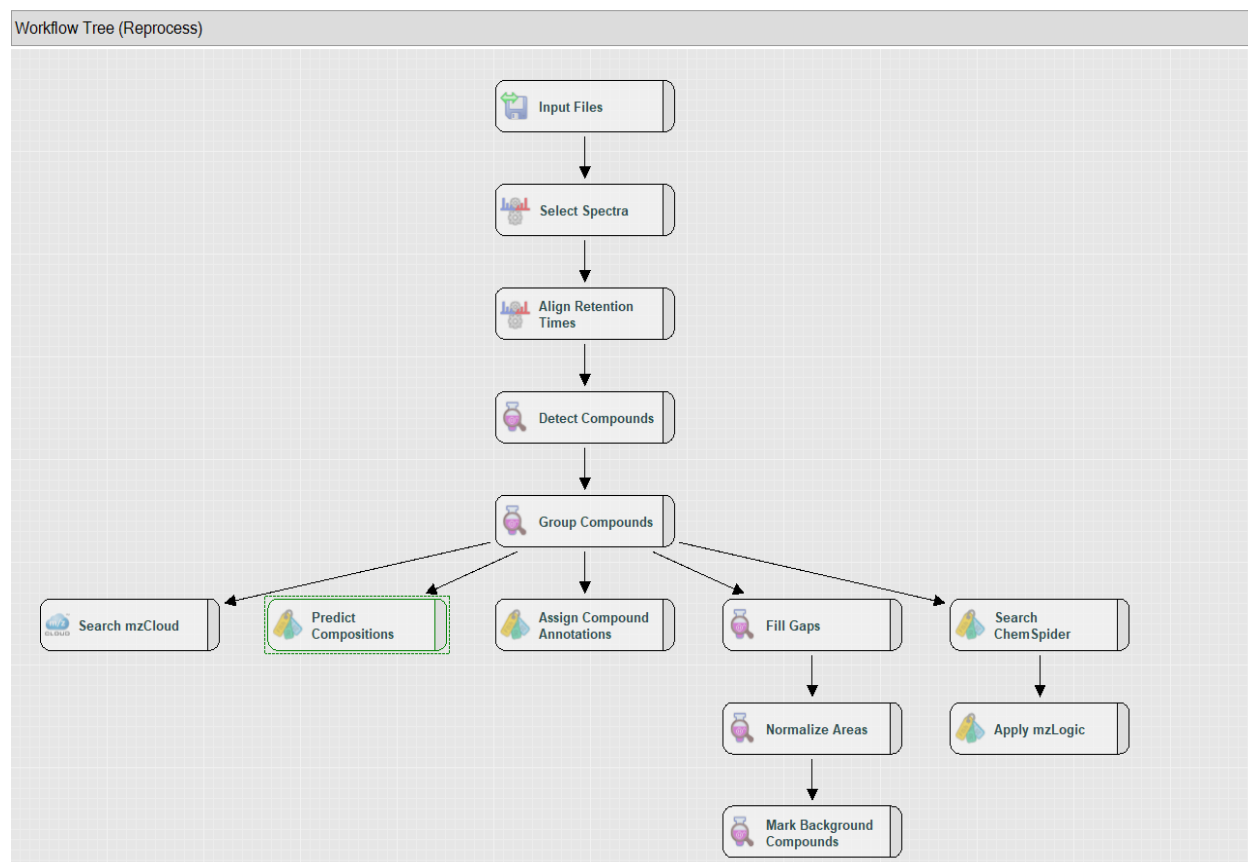 Workflow Tree (Reprocess)
Input Files
Select Spectra
Align Retention
Times
Detect Compounds
Group Compounds
CLOUD
Search mzCloud
Predict
Compositions
Assign Compound
Annotations
Fill Gaps
Search
ChemSpider
Normalize Areas
Apply mzLogic
Mark Background
Compounds